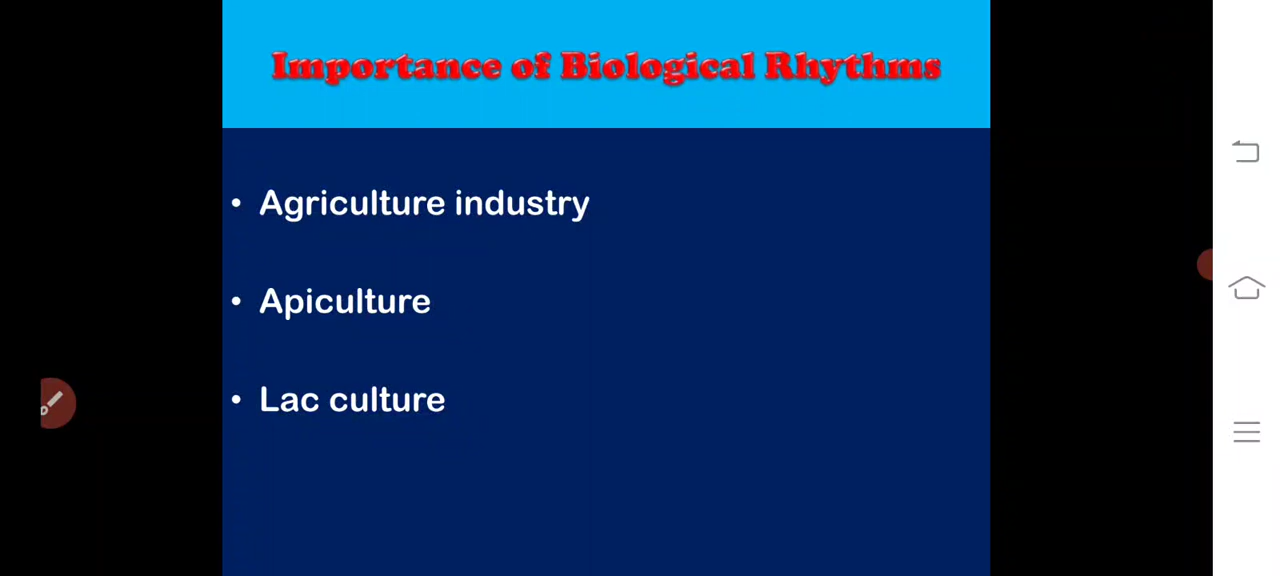 Importance of Biological Rhythms
• Agriculture industry
• Apiculture
• Lac culture